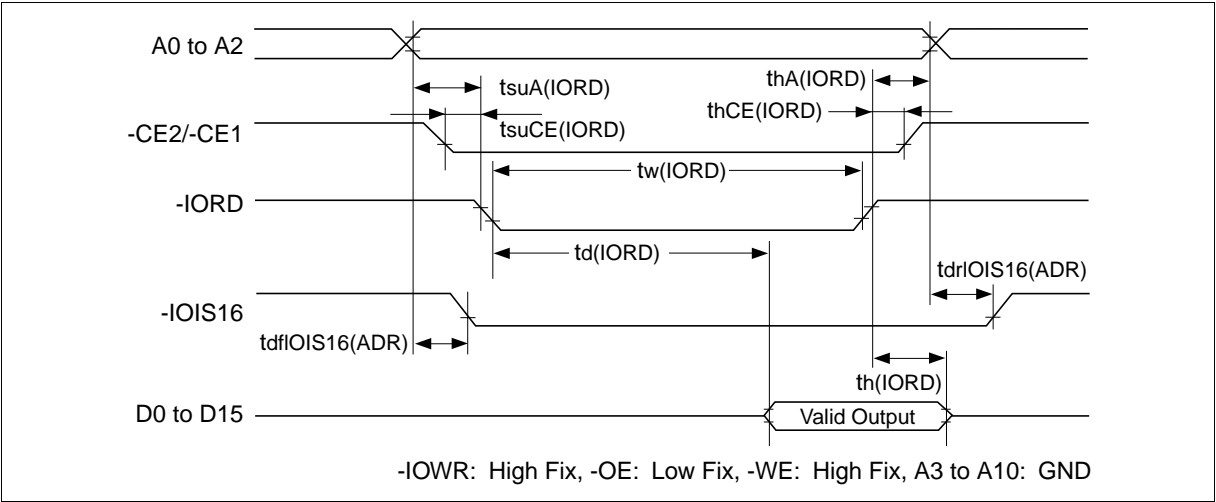 A0 to A2
tsuA(IORD)
thA(IORD)
-CE2/-CE1
tsuCE(IORD)
thCE(IORD)
tw(IORD)
-IORD
td(IORD)
tdrIOIS16(ADR)
-IOIS16
tdfIOIS16(ADR)
th(IORD)
D0 to D15
Valid Output
-IOWR: High Fix, -OE: Low Fix, -WE: High Fix, A3 to A10: GND